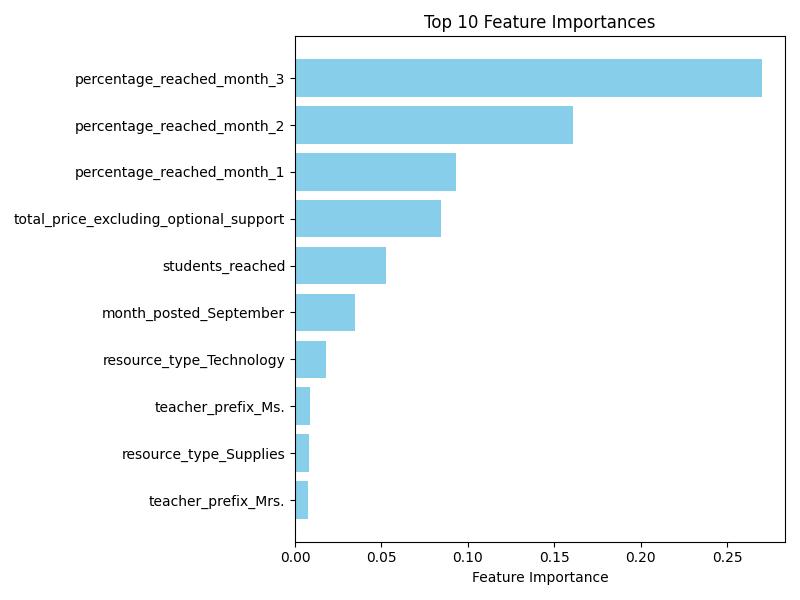 Top 10 Feature Importances
percentage_reached_month_3
percentage_reached_month_2
percentage_reached_month_1
total_price_excluding_optional_support
students_reached
month_posted_September
resource_type_Technology
teacher_prefix_Ms.
resource_type_Supplies
teacher_prefix_Mrs.
0.00 0.05 0.10 0.15 0.20 0.25
Feature Importance